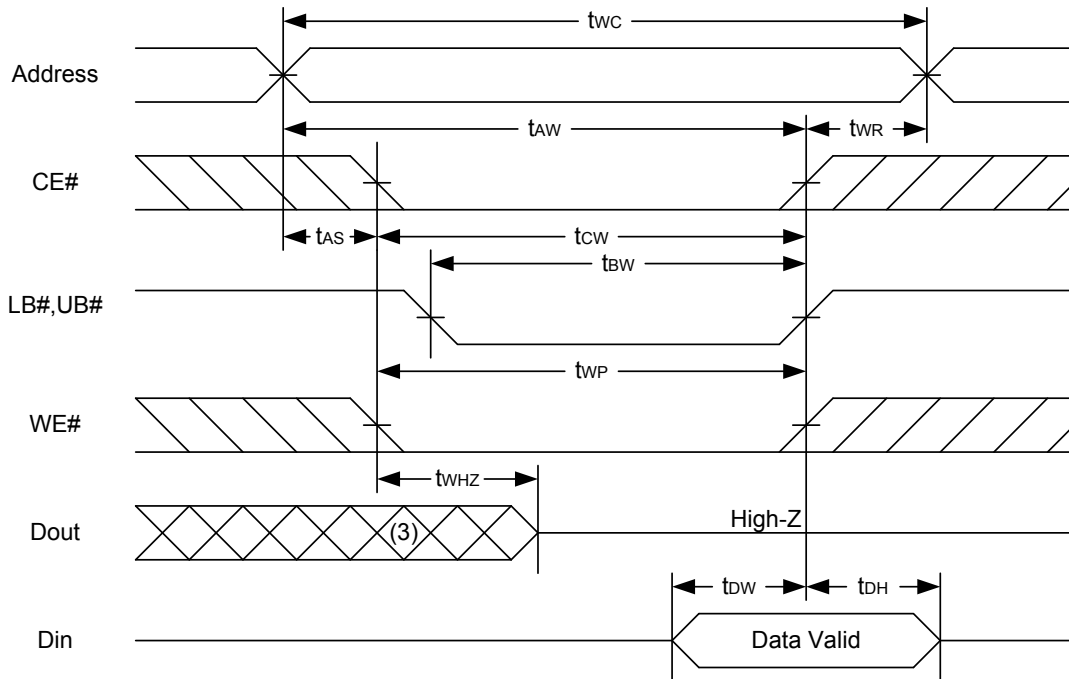 tWC
Address
tAW
tWR
CE#
tAS
tCW
tBW
LB#,UB#
tWP
WE#
tWHZ
Dout
(3)
High-Z
tDW
tDH
Din
Data Valid